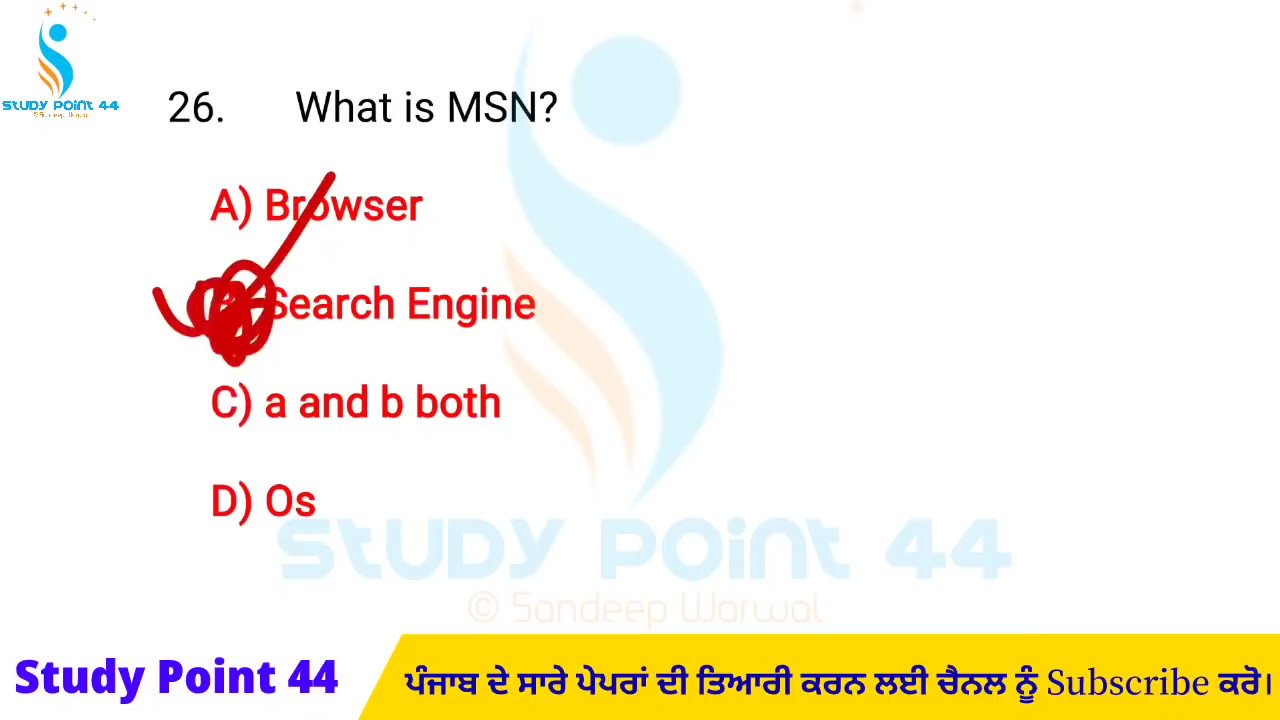 STUDY POINT 44
26. What is MSN?
A) Browser
Search Engine
C) a and b both
D) Os
STUDY POINT 44
© Sandeep Warwal
Study Point 44
ਪੰਜਾਬ ਦੇ ਸਾਰੇ ਪੇਪਰਾਂ ਦੀ ਤਿਆਰੀ ਕਰਨ ਲਈ ਚੈਨਲ ਨੂੰ Subscribe ਕਰੋ।